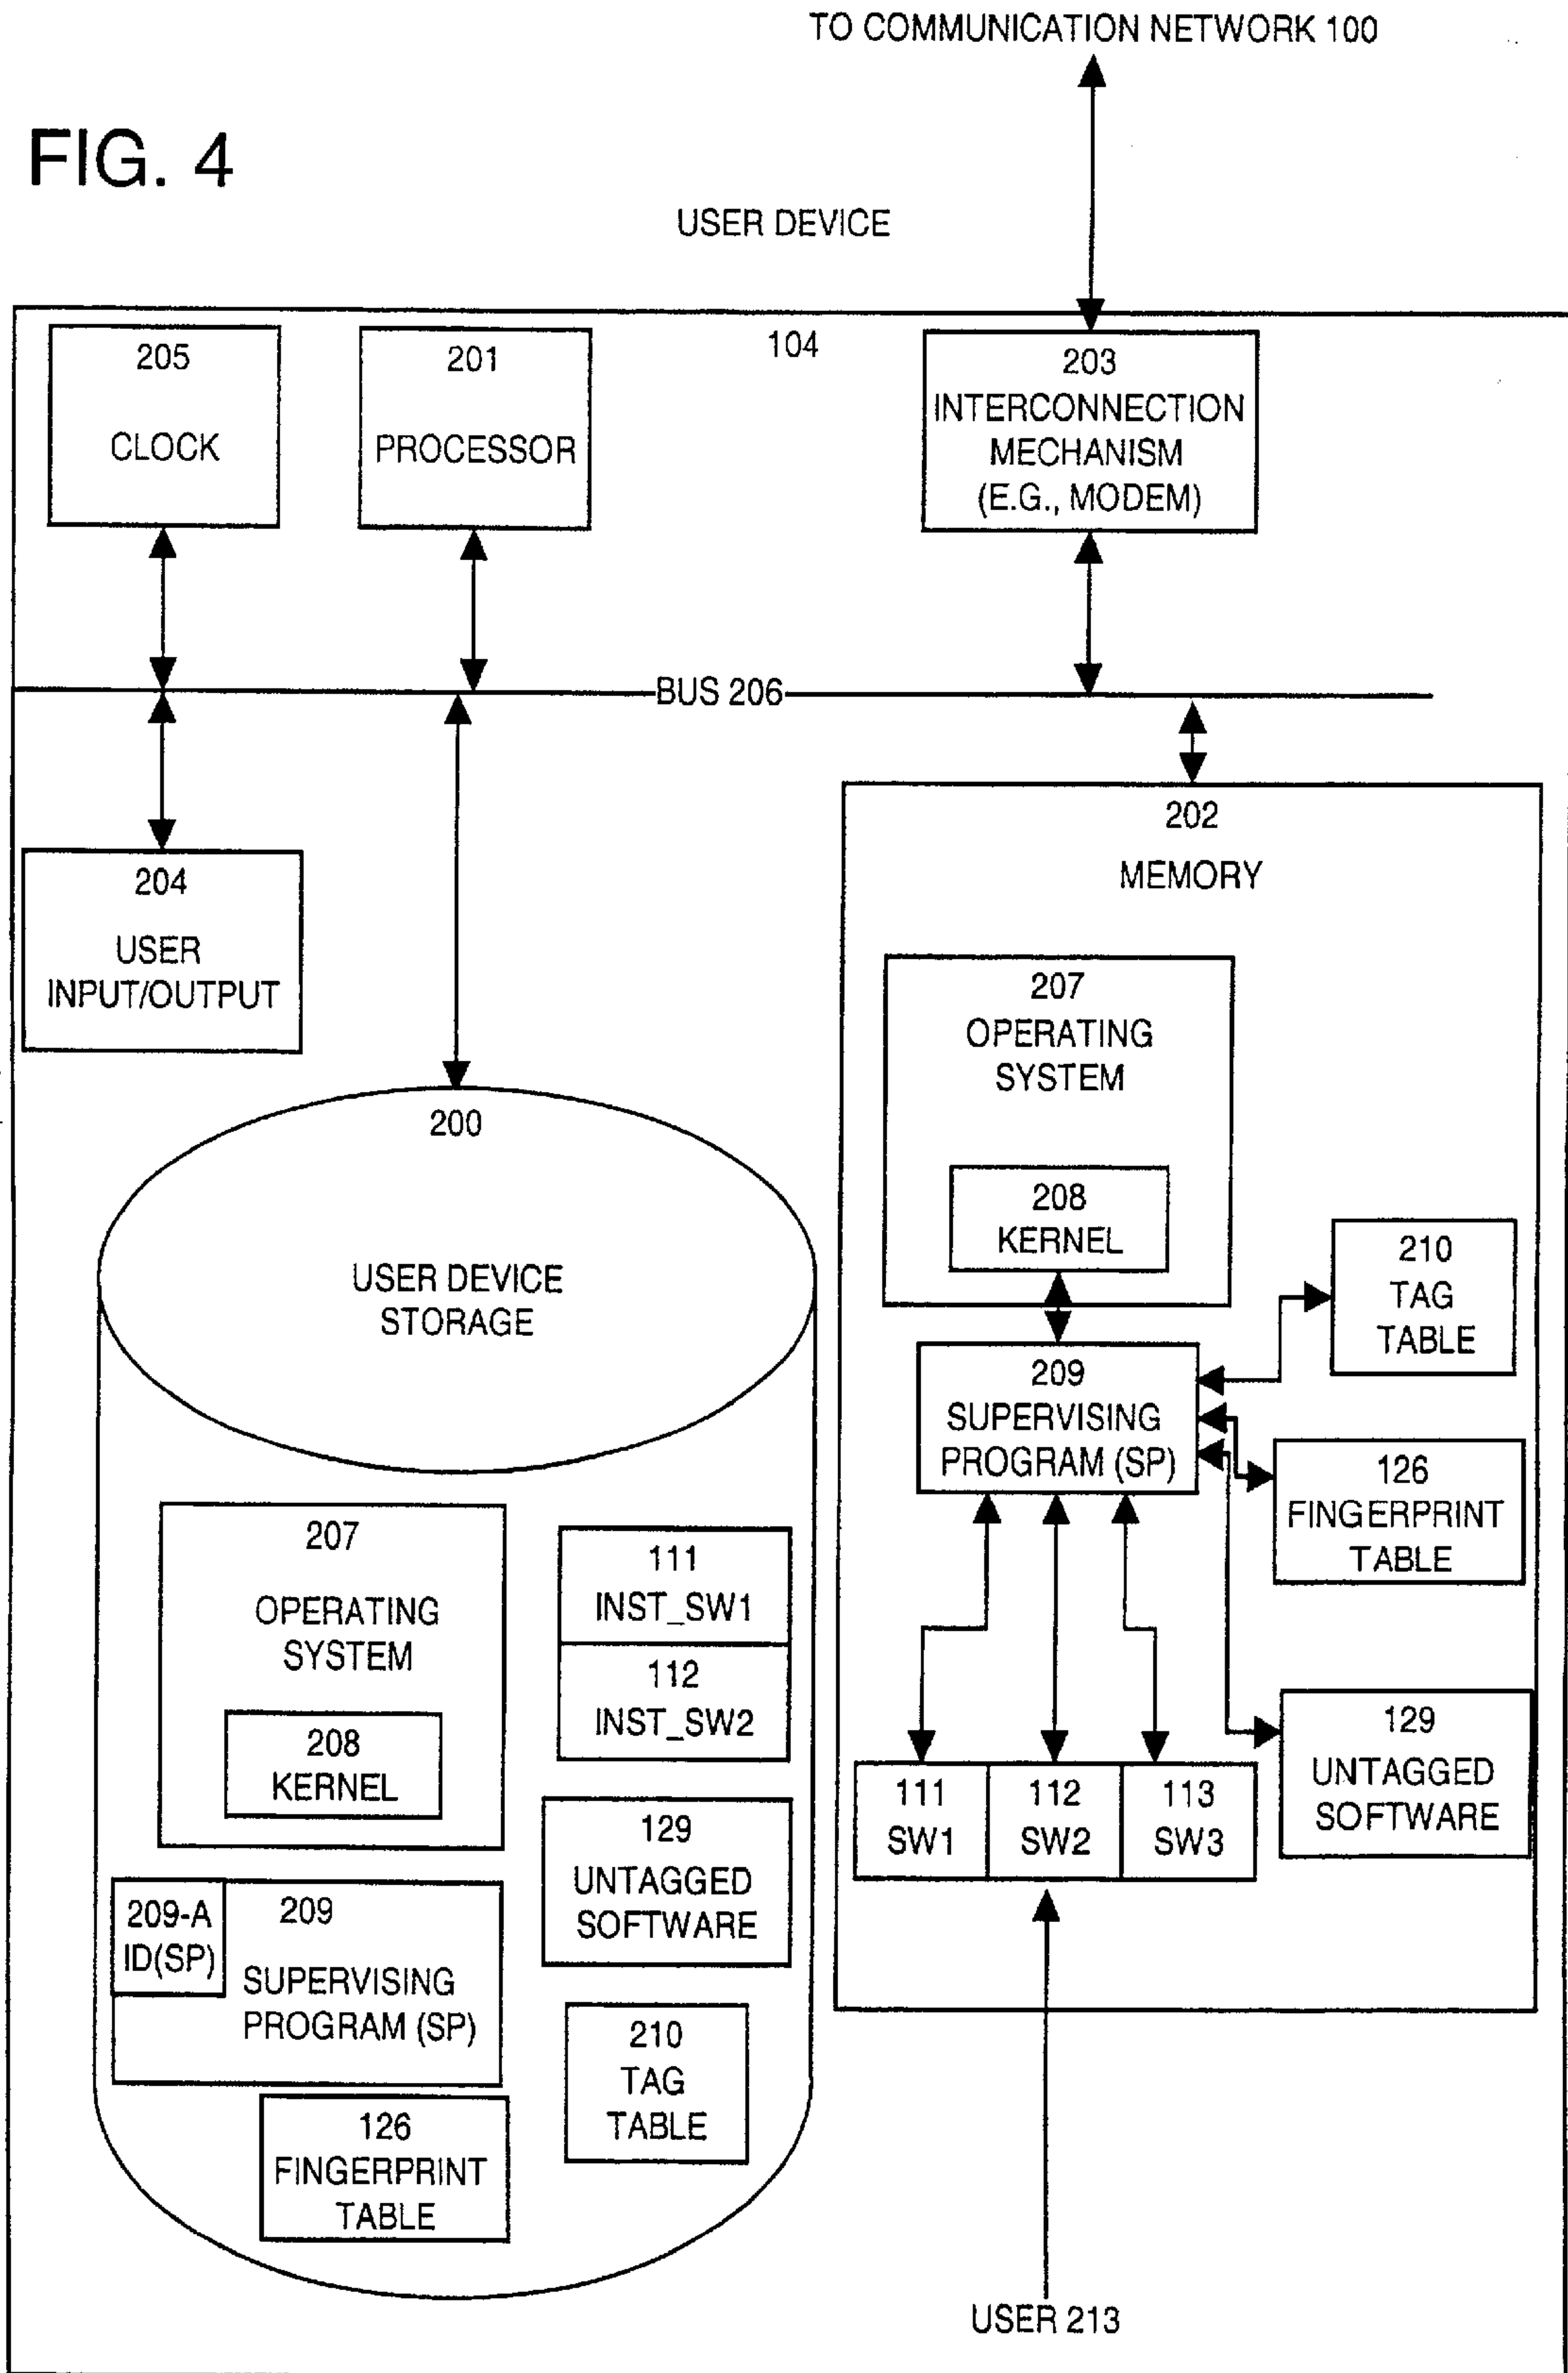 TO COMMUNICATION NETWORK 100
FIG. 4
USER DEVICE
104
205
CLOCK
201
PROCESSOR
203
INTERCONNECTION
MECHANISM
(E.G., MODEM)
BUS 206
204
USER
INPUT/OUTPUT
200
USER DEVICE
STORAGE
207
OPERATING
SYSTEM
208
KERNEL
111
INST_SW1
112
INST_SW2
129
UNTAGGED
SOFTWARE
209-A
ID(SP)
209
SUPERVISING
PROGRAM (SP)
210
TAG
TABLE
126
FINGERPRINT
TABLE
202
MEMORY
207
OPERATING
SYSTEM
208
KERNEL
210
TAG
TABLE
209
SUPERVISING
PROGRAM (SP)
126
FINGERPRINT
TABLE
129
UNTAGGED
SOFTWARE
111
SW1
112
SW2
113
SW3
USER 213